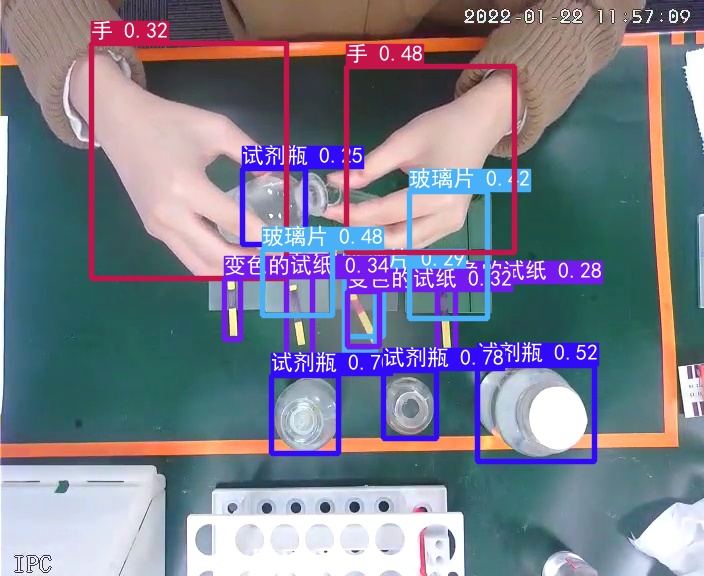 2022-01-22 11:57:09
手 0.32
手 0.48
试剂瓶 0.25
玻璃片 0.42
玻璃片 0.48
变色的试纸 0.34
片 0.29
变色的试纸 0.32
的试纸 0.28
试剂瓶 0.7
试剂瓶 0.78
试剂瓶 0.52
IPC